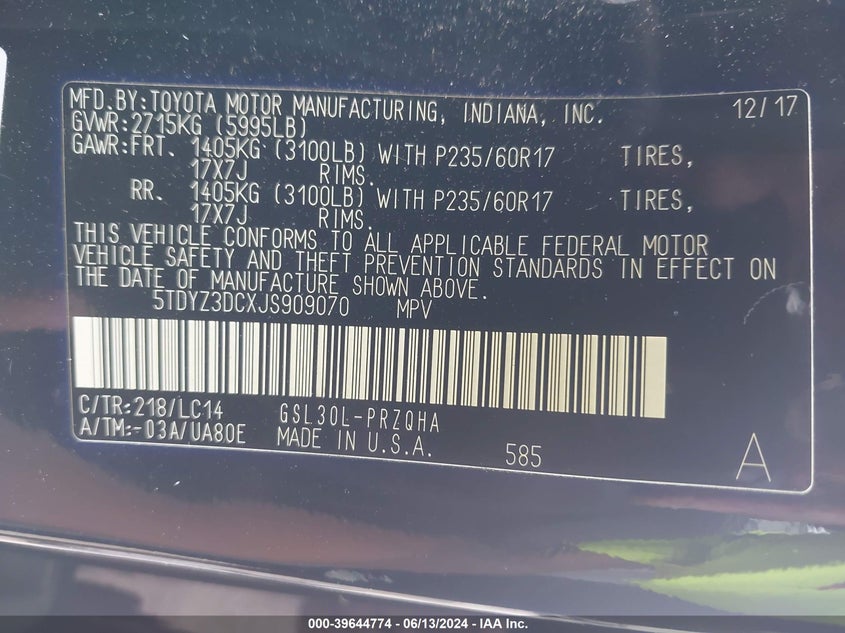 MFD.BY:TOYOTA MOTOR MANUFACTURING, INDIANA, INC. 12/17
GVWR:2715KG (5995LB)
GAWR:FRT. 1405KG (3100LB) WITH P235/60R17 TIRES,
17X7J RIMS.
RR. 1405KG (3100LB) WITH P235/60R17 TIRES,
17X7J RIMS.
THIS VEHICLE CONFORMS TO ALL APPLICABLE FEDERAL MOTOR
VEHICLE SAFETY AND THEFT PREVENTION STANDARDS IN EFFECT ON
THE DATE OF MANUFACTURE SHOWN ABOVE.
5TDYZ3DCXJS909070 MPV
C/TR:218/LC14 GSL30L-PRZQHA
A/TM:-03A/UA80E MADE IN U.S.A. 585 A
000-39644774 - 06/13/2024 - IAA Inc.